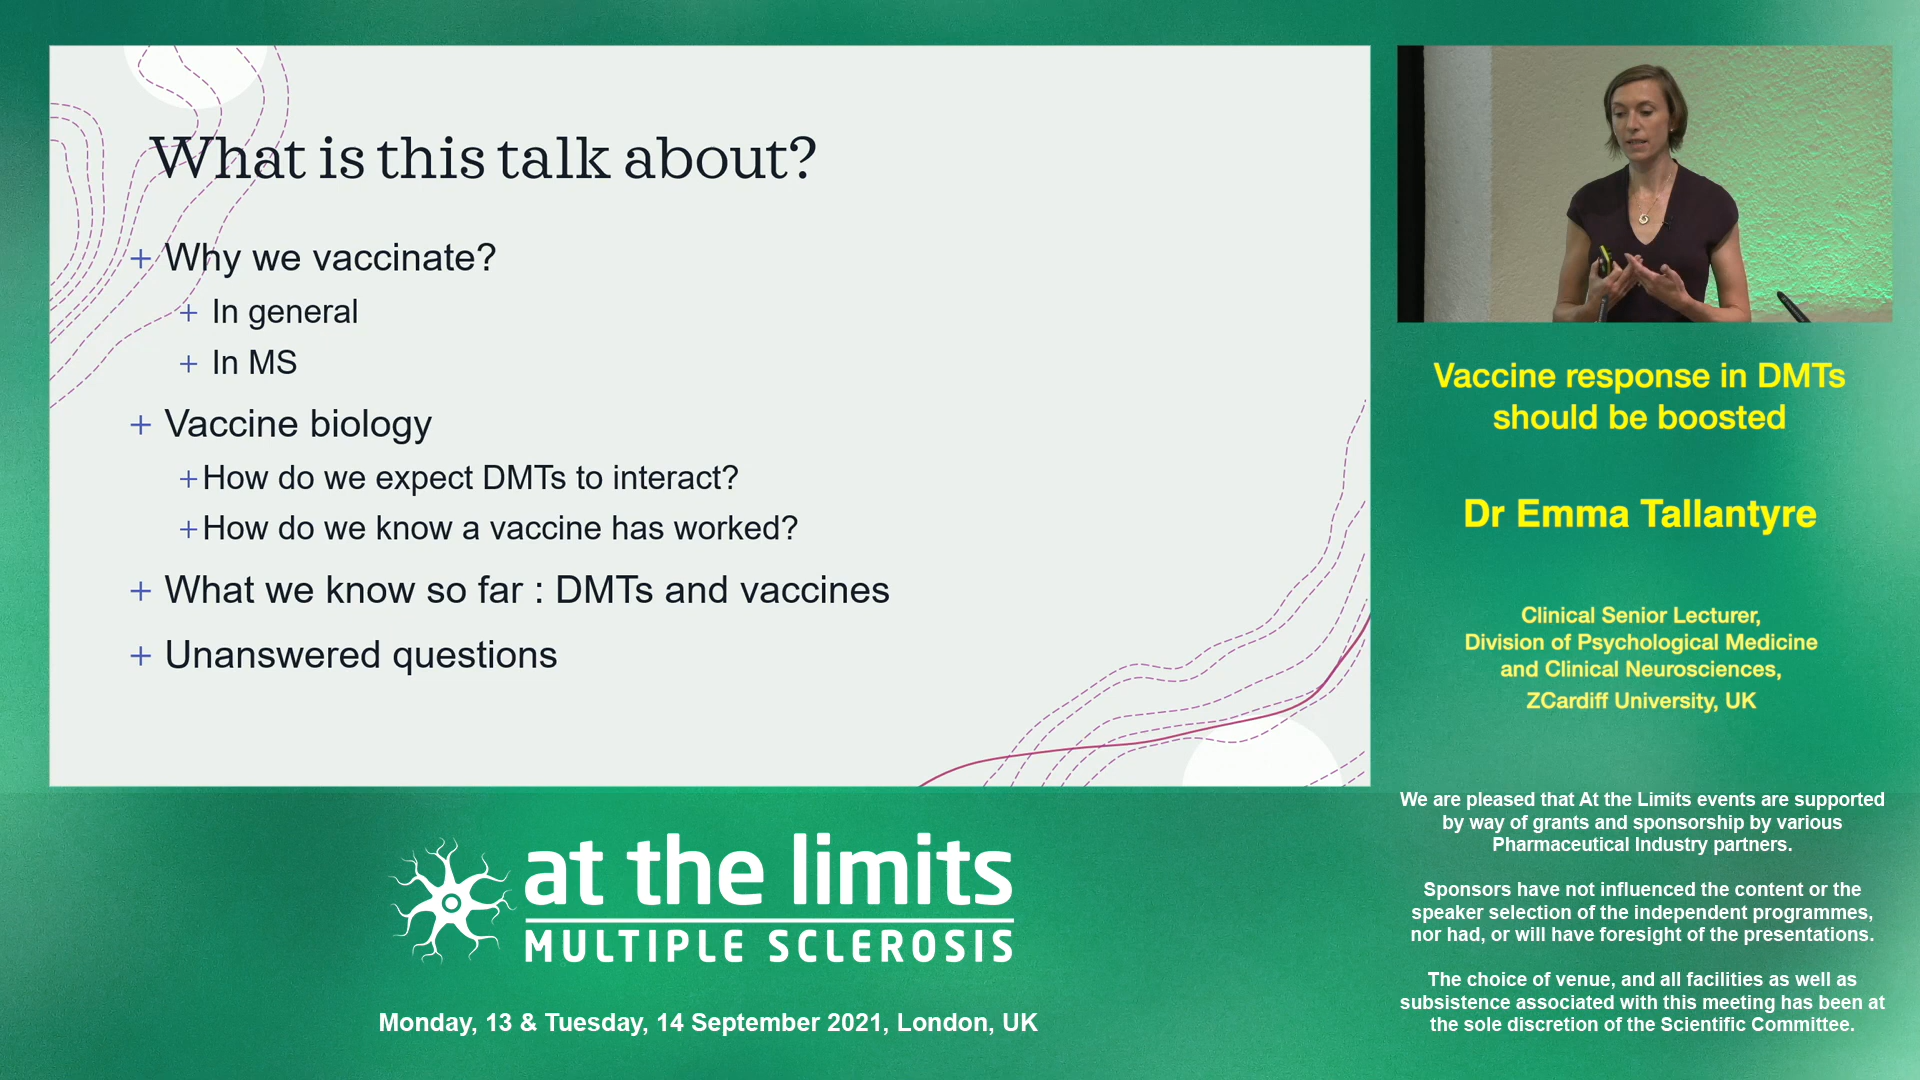 What is this talk about?
+ Why we vaccinate?
+ In general
+ In MS
+ Vaccine biology
+How do we expect DMTs to interact?
+How do we know a vaccine has worked?
+ What we know so far : DMTs and vaccines
+ Unanswered questions
Vaccine response in DMTs
should be boosted
Dr Emma Tallantyre
Clinical Senior Lecturer,
Division of Psychological Medicine
and Clinical Neurosciences,
ZCardiff University, UK
We are pleased that At the Limits events are supported
by way of grants and sponsorship by various
Pharmaceutical Industry partners.
Sponsors have not influenced the content or the
speaker selection of the independent programmes,
nor had, or will have foresight of the presentations.
The choice of venue, and all facilities as well as
subsistence associated with this meeting has been at
the sole discretion of the Scientific Committee.
at the limits
MULTIPLE SCLEROSIS
Monday, 13 & Tuesday, 14 September 2021, London, UK